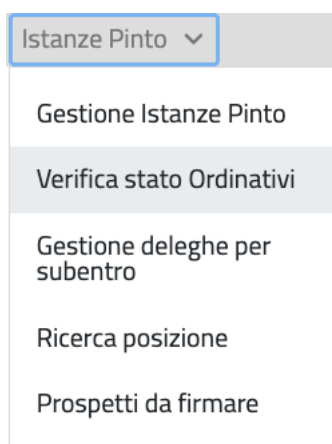 Istanze Pinto
Gestione Istanze Pinto
Verifica stato Ordinativi
Gestione deleghe per
subentro
Ricerca posizione
Prospetti da firmare